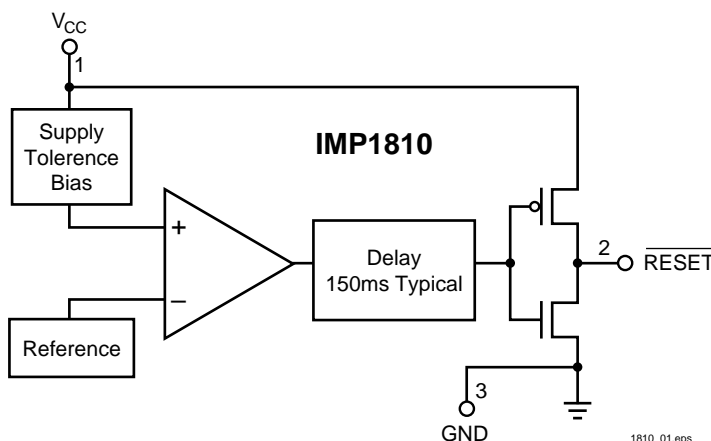 VCC
1
Supply
Tolerence
Bias
IMP1810
+
−
Delay
150ms Typical
2
RESET
Reference
3
GND
1810_01.eps